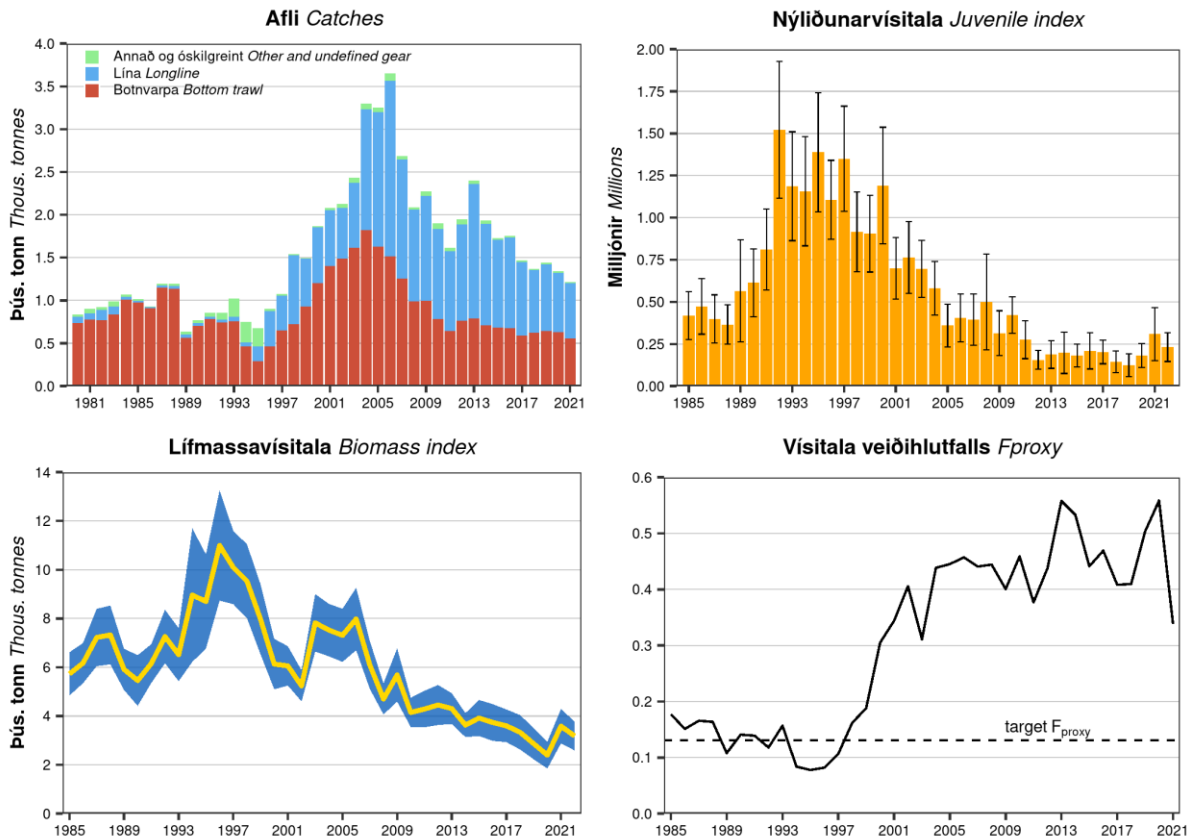 Afli Catches
Þús. tonn Thous. tonnes
4.0
3.5
3.0
2.5
2.0
1.5
1.0
0.5
0.0
Annað og óskilgreint Other and undefined gear
Lína Longline
Botnvarpa Bottom trawl
1981 1985 1989 1993 1997 2001 2005 2009 2013 2017 2021
Nýliðunarvísitala Juvenile index
Milljónir Millions
2.00
1.75
1.50
1.25
1.00
0.75
0.50
0.25
0.00
1985 1989 1993 1997 2001 2005 2009 2013 2017 2021
Lífmassavísitala Biomass index
Þús. tonn Thous. tonnes
14
12
10
8
6
4
2
0
1985 1989 1993 1997 2001 2005 2009 2013 2017 2021
Vísitala veiðihlutfalls Fproxy
0.6
0.5
0.4
0.3
0.2
0.1
0.0
target Fproxy
1985 1989 1993 1997 2001 2005 2009 2013 2017 2021